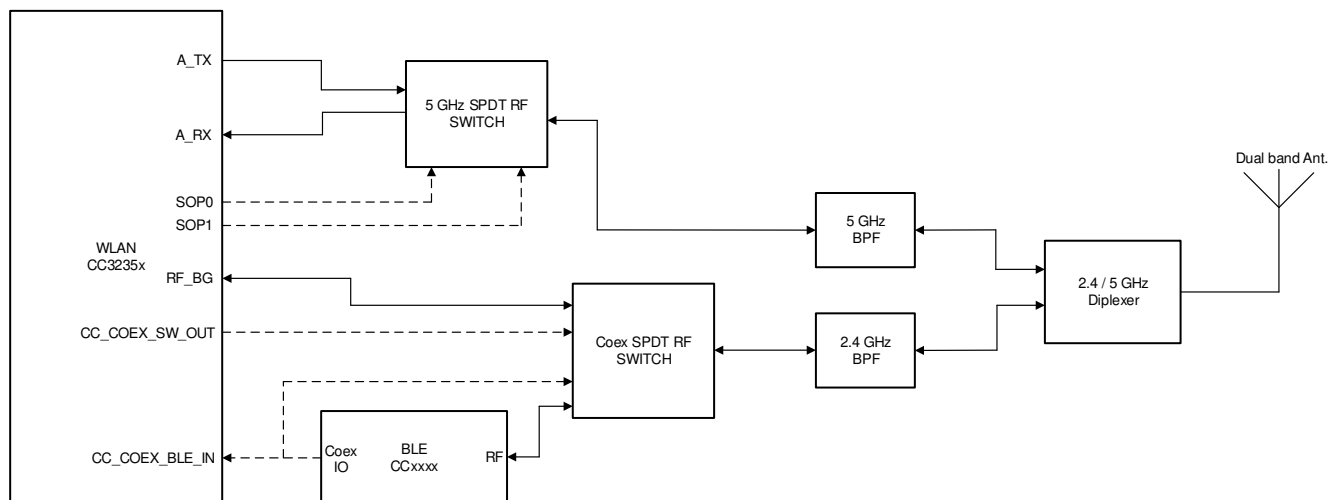 A_TX
A_RX
SOP0
SOP1
WLAN
CC3235x
RF_BG
CC_COEX_SW_OUT
CC_COEX_BLE_IN
5 GHz SPDT RF
SWITCH
Coex SPDT RF
SWITCH
Coex
IO
BLE
CCxxxx
RF
5 GHz
BPF
2.4 GHz
BPF
2.4 / 5 GHz
Diplexer
Dual band Ant.